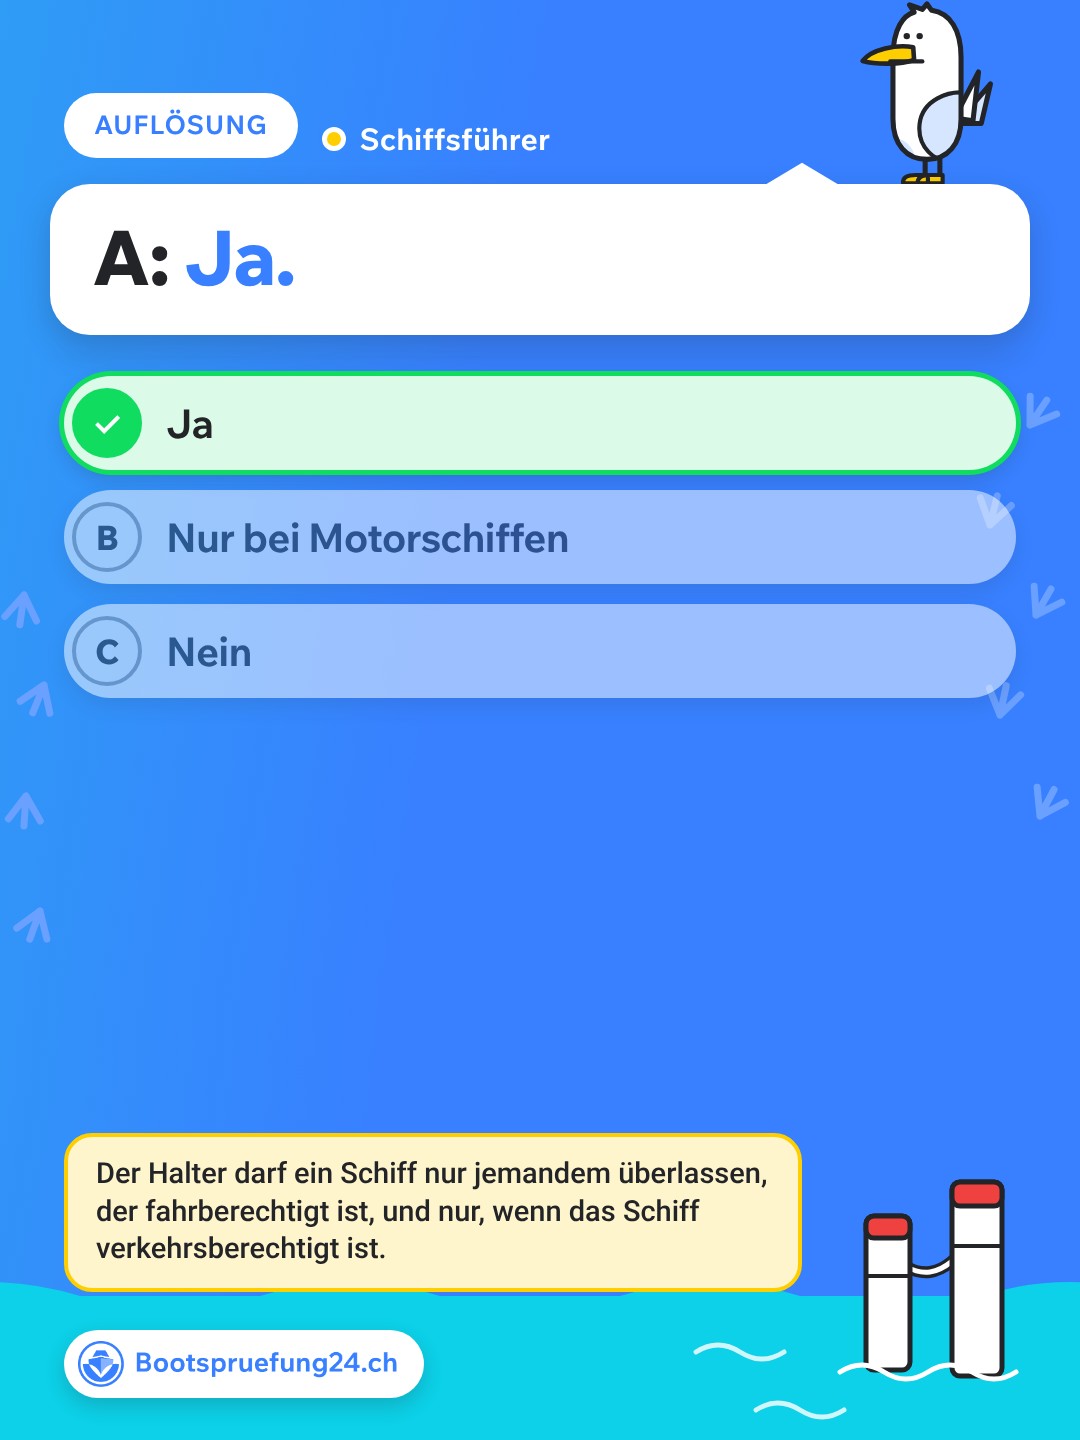 AUFLÖSUNG
Schiffsführer
A: Ja.
Ja
B Nur bei Motorschiffen
C Nein
Der Halter darf ein Schiff nur jemandem überlassen,
der fahrberechtigt ist, und nur, wenn das Schiff
verkehrsberechtigt ist.
Bootspruefung24.ch